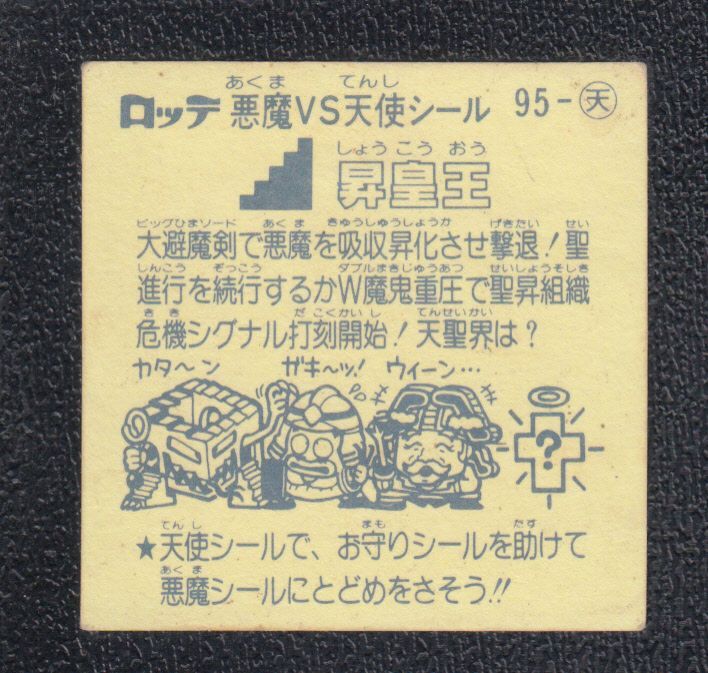 あくま てんし
ロッテ 悪魔VS天使シール 95-天
しょうこうおう
昇皇王
ビッグひまソード あくま きゅうしゅうしょうか げきたい せい
大避魔剣で悪魔を吸収昇化させ撃退!聖
しんこう ぞっこう ダブルまきじゅうあつ せいしょうそしき
進行を続行するかW魔鬼重圧で聖昇組織
きき だこくかいし てんせいかい
危機シグナル打刻開始!天聖界は?
カタ〜ン ガキ〜ッ! ウィーン…
?
てんし まも たす
★天使シールで、お守りシールを助けて
あくま
悪魔シールにとどめをさそう!!